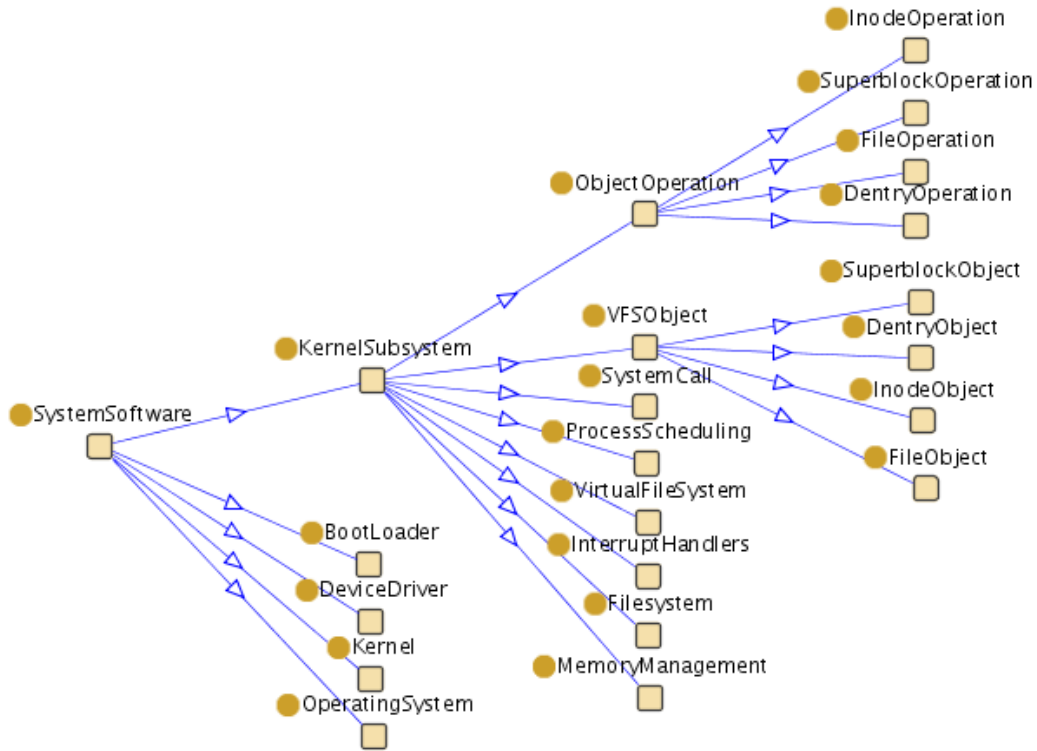 InodeOperation
SuperblockOperation
FileOperation
ObjectOperation
DentryOperation
SuperblockObject
VFSObject
DentryObject
KernelSubsystem
SystemCall
InodeObject
SystemSoftware
ProcessScheduling
FileObject
VirtualFileSystem
BootLoader
InterruptHandlers
DeviceDriver
Filesystem
Kernel
MemoryManagement
OperatingSystem